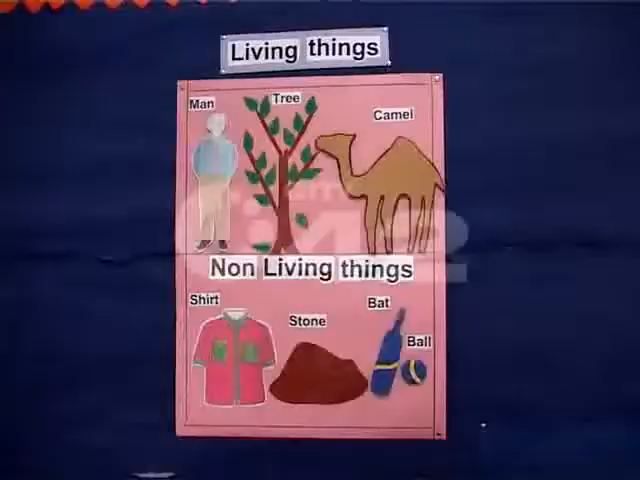 Living things
Man
Tree
Camel
Non Living things
Shirt
Stone
Bat
Ball